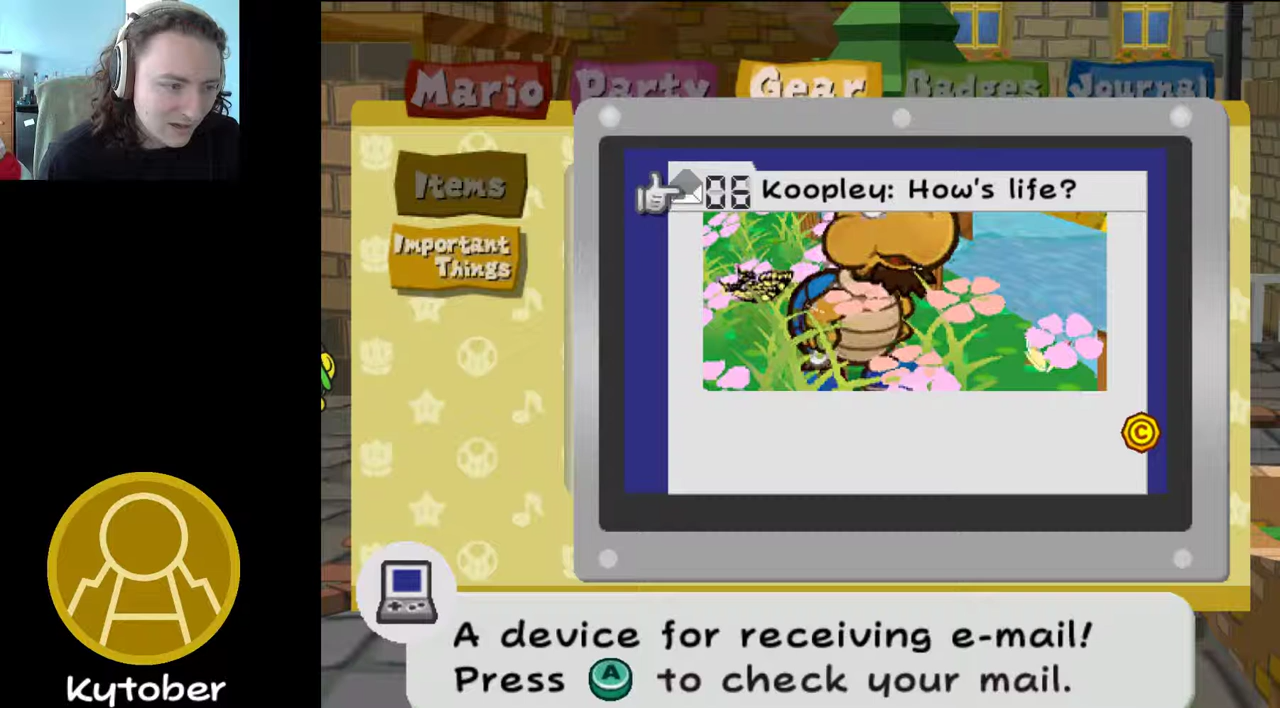 Mario Party Gear Badges Journal
Items
Important
Things
06 Koopley: How's life?
C
A device for receiving e-mail!
Press A to check your mail.
Kytober